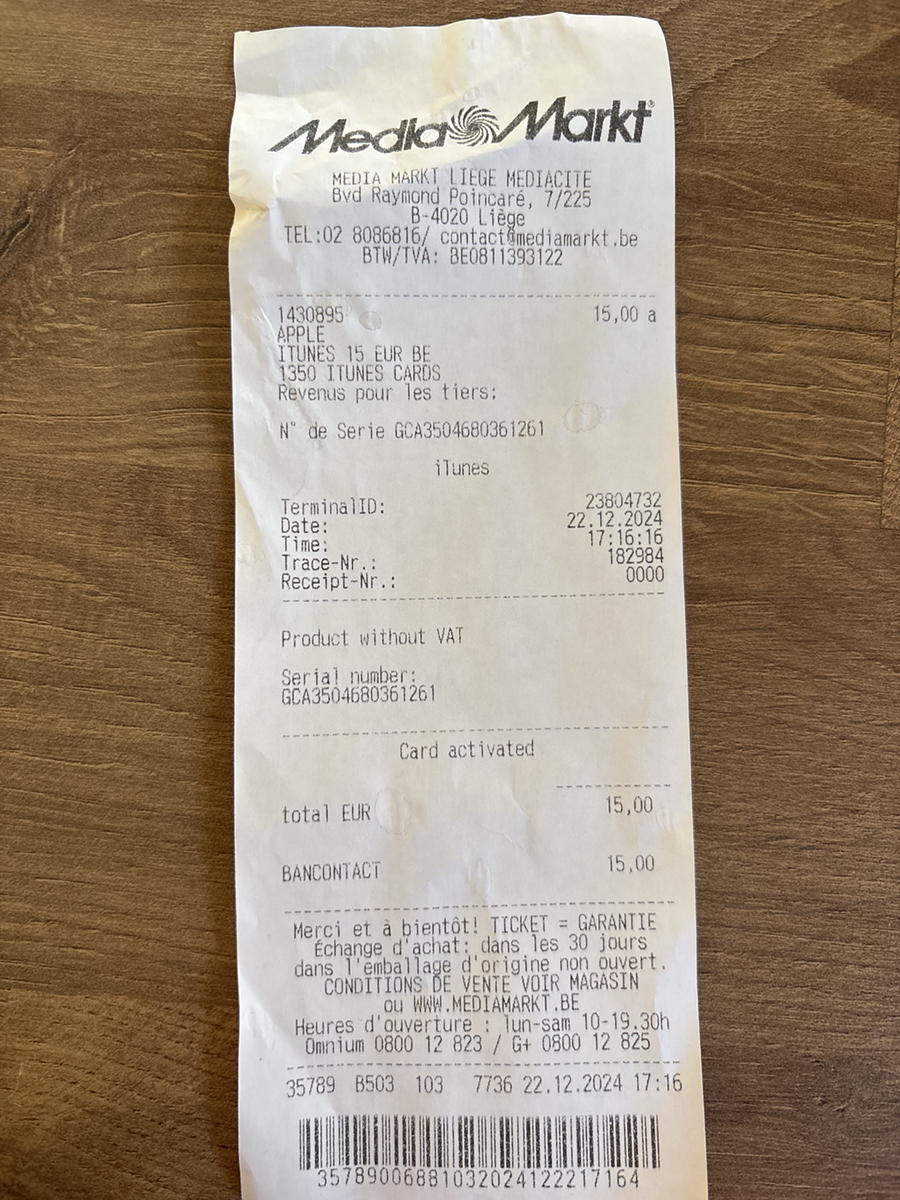 Media Markt®
MEDIA MARKT LIEGE MEDIACITE
Bvd Raymond Poincaré, 7/225
B-4020 Liège
TEL:02 8086816/ contact@mediamarkt.be
BTW/TVA: BE0811393122
1430895 15,00 a
APPLE
ITUNES 15 EUR BE
1350 ITUNES CARDS
Revenus pour les tiers:
N° de Serie GCA3504680361261
iTunes
TerminalID: 23804732
Date: 22.12.2024
Time: 17:16:16
Trace-Nr.: 182984
Receipt-Nr.: 0000
Product without VAT
Serial number:
GCA3504680361261
Card activated
total EUR 15,00
BANCONTACT 15,00
Merci et à bientôt! TICKET = GARANTIE
Échange d'achat: dans les 30 jours
dans l'emballage d'origine non ouvert.
CONDITIONS DE VENTE VOIR MAGASIN
ou WWW.MEDIAMARKT.BE
Heures d'ouverture : lun-sam 10-19.30h
Omnium 0800 12 823 / G+ 0800 12 825
35789 B503 103 7736 22.12.2024 17:16
35789006881032024122217164